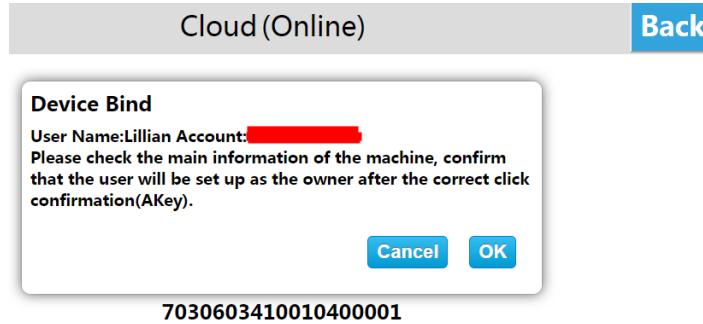 Cloud(Online)
Back
Device Bind
User Name:Lillian Account:
Please check the main information of the machine, confirm
that the user will be set up as the owner after the correct click
confirmation(AKey).
Cancel
OK
7030603410010400001